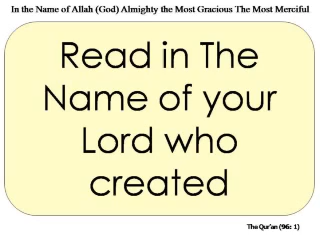 In the Name of Allah (God) Almighty the Most Gracious The Most Merciful
Read in The
Name of your
Lord who
created
The Qur'an (96: 1)